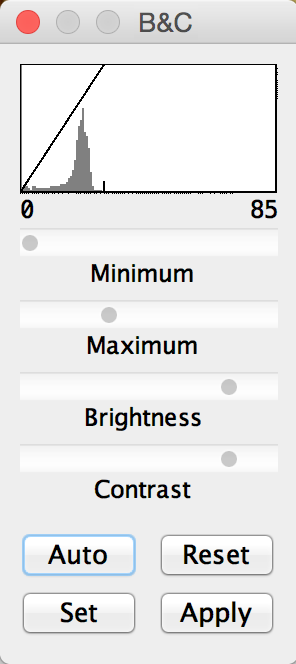 B&C
0 85
Minimum
Maximum
Brightness
Contrast
Auto Reset
Set Apply